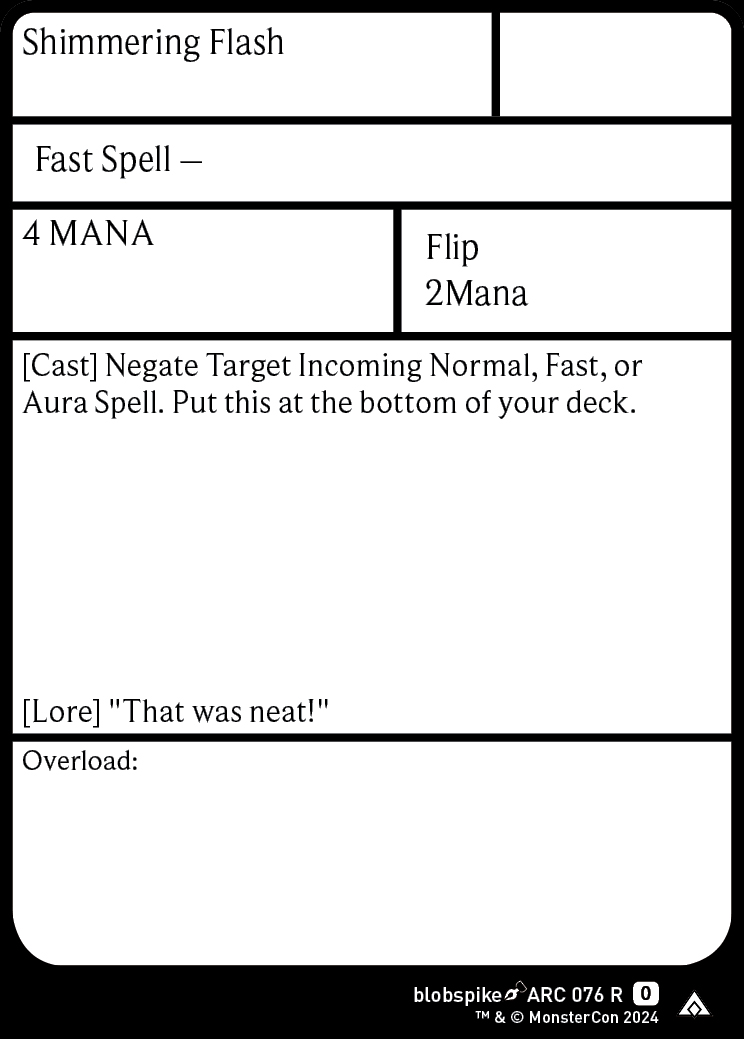 Shimmering Flash
Fast Spell —
4 MANA
Flip
2Mana
[Cast] Negate Target Incoming Normal, Fast, or
Aura Spell. Put this at the bottom of your deck.
[Lore] "That was neat!"
Overload:
blobspike ARC 076 R 0
™ & © MonsterCon 2024